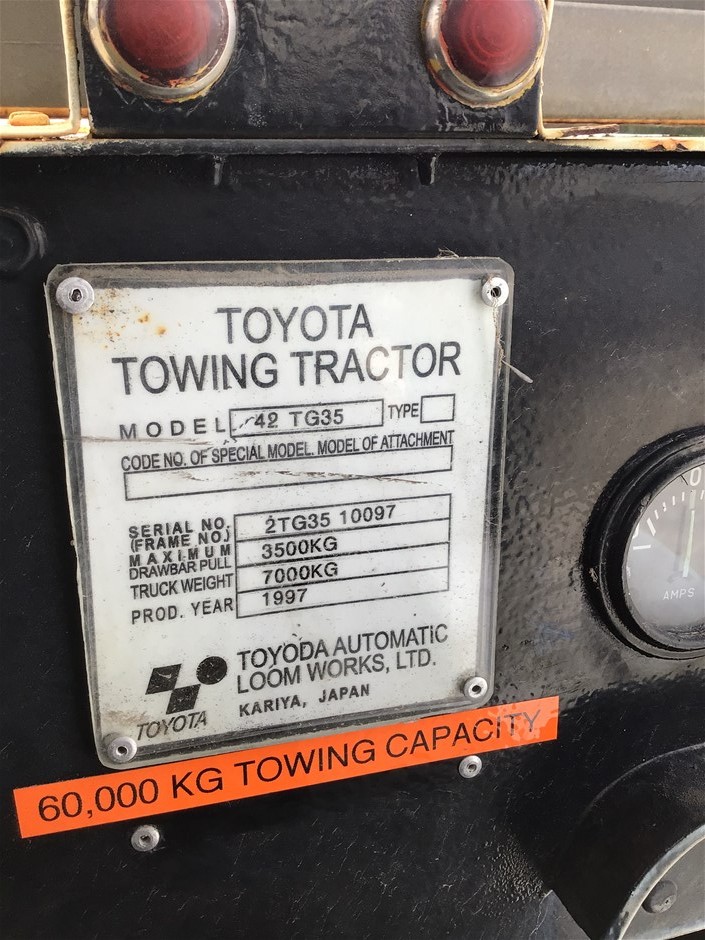 TOYOTA
TOWING TRACTOR
MODEL 42 TG35 TYPE
CODE NO. OF SPECIAL MODEL. MODEL OF ATTACHMENT
SERIAL NO. (FRAME NO.) 2TG35 10097
MAXIMUM DRAWBAR PULL 3500KG
TRUCK WEIGHT 7000KG
PROD. YEAR 1997
TOYODA AUTOMATIC
LOOM WORKS, LTD.
KARIYA, JAPAN
TOYOTA
60,000 KG TOWING CAPACITY
0
AMPS